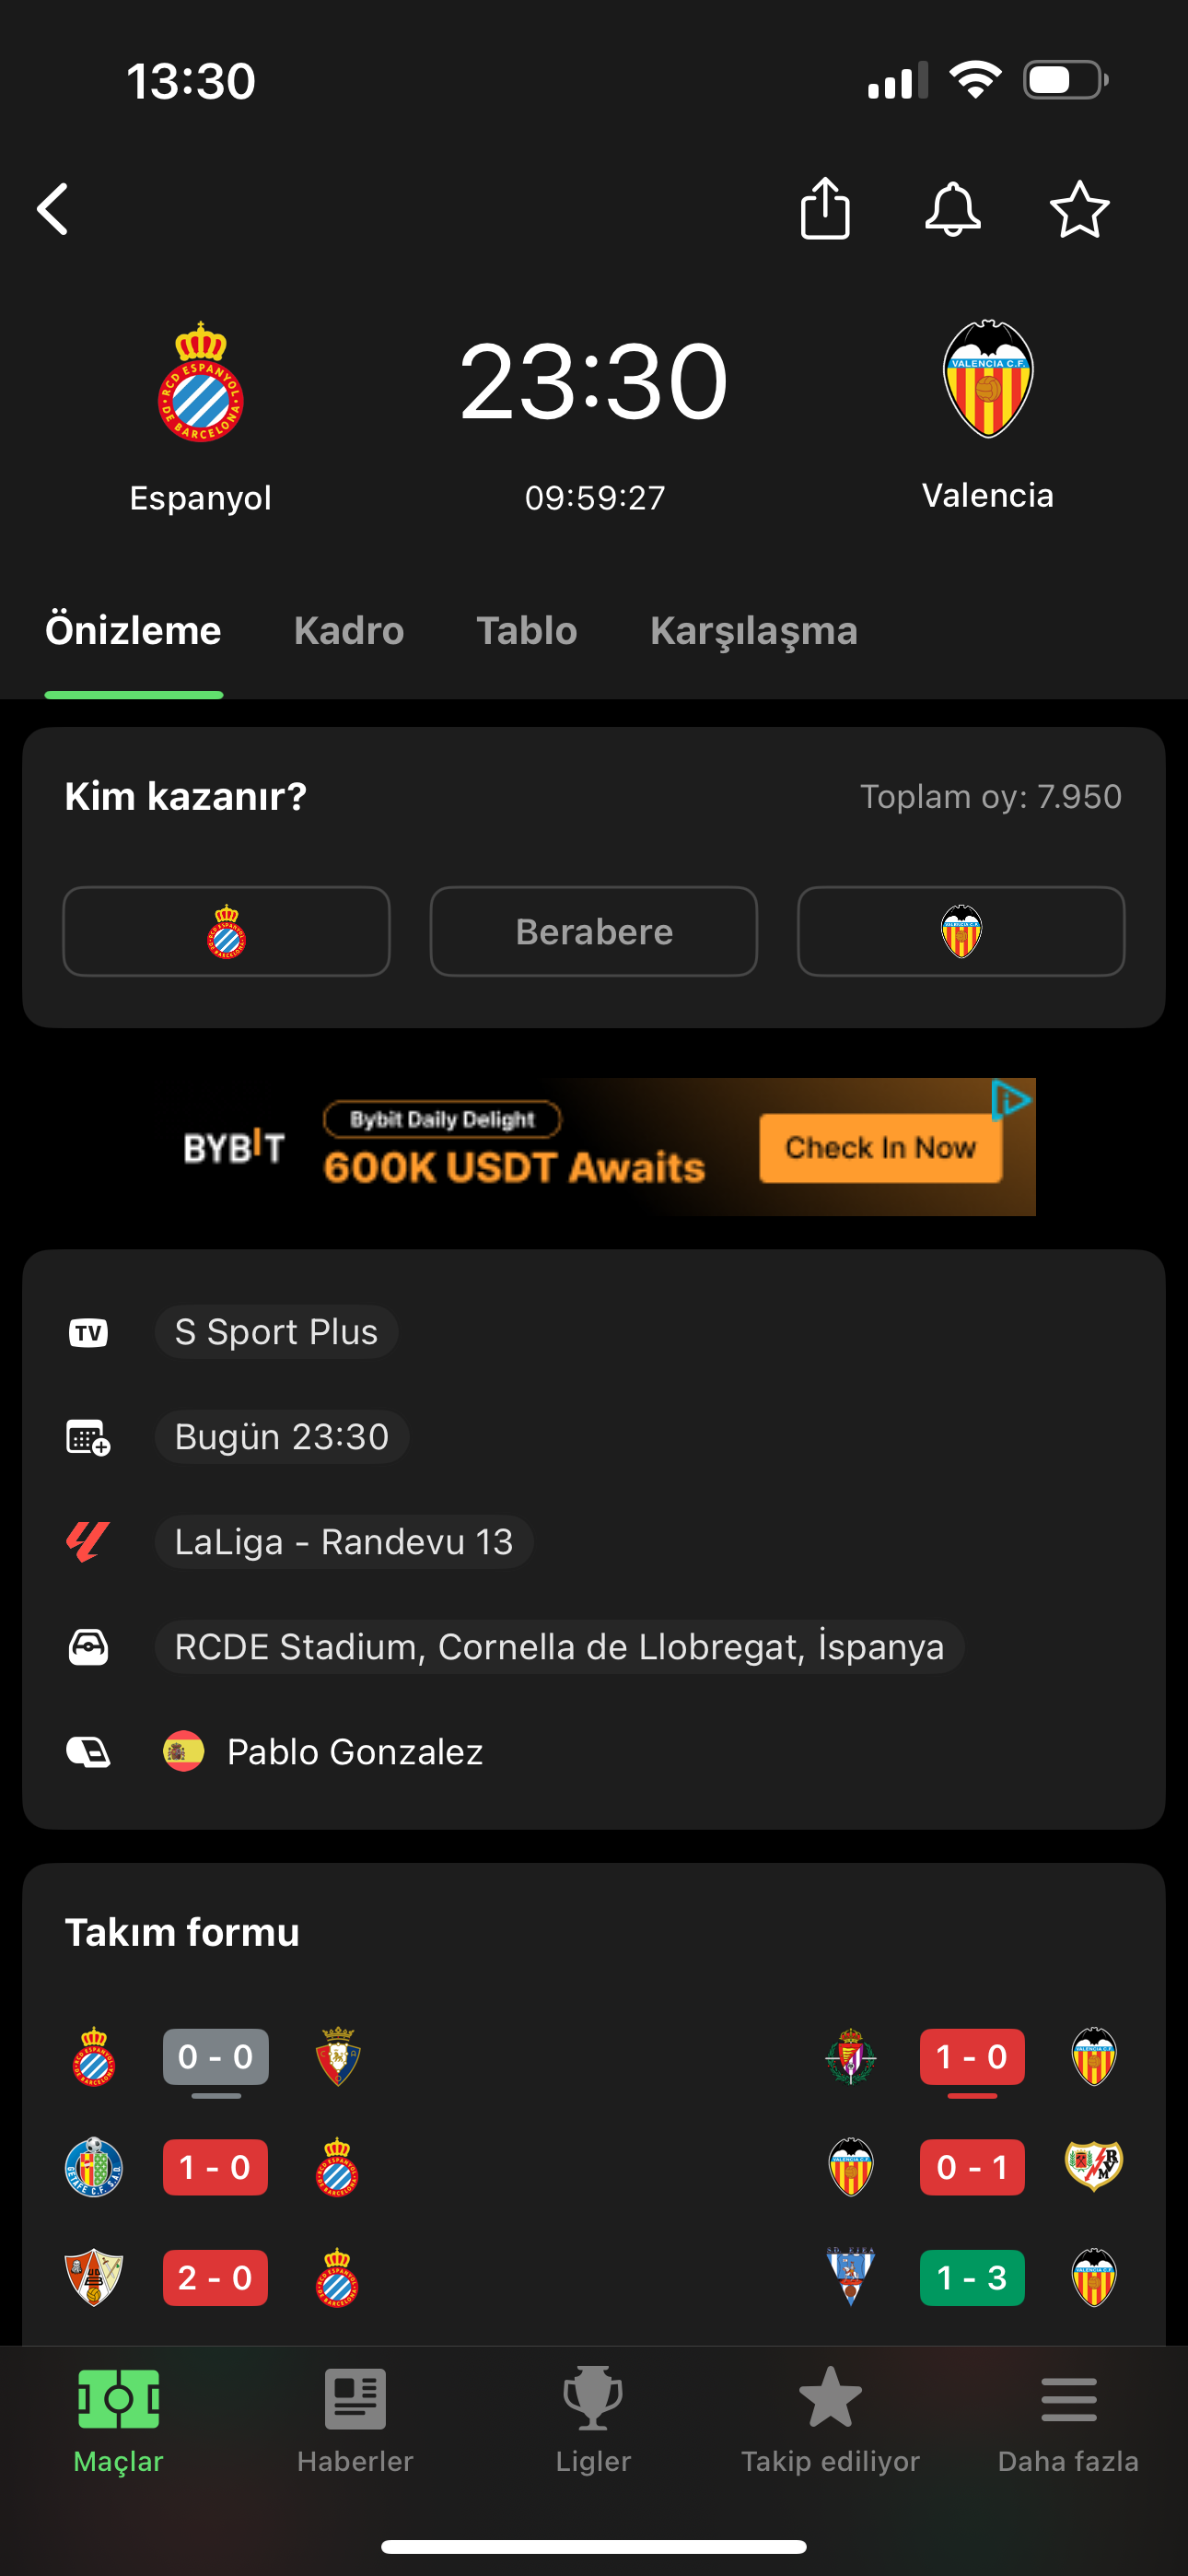 13:30
23:30
Espanyol
09:59:27
Valencia
Önizleme Kadro Tablo Karşılaşma
Kim kazanır? Toplam oy: 7.950
Berabere
BYBIT
Bybit Daily Delight
600K USDT Awaits
Check In Now
TV S Sport Plus
Bugün 23:30
LaLiga - Randevu 13
RCDE Stadium, Cornella de Llobregat, İspanya
Pablo Gonzalez
Takım formu
0 - 0 1 - 0
1 - 0 0 - 1
2 - 0 1 - 3
Maçlar Haberler Ligler Takip ediliyor Daha fazla